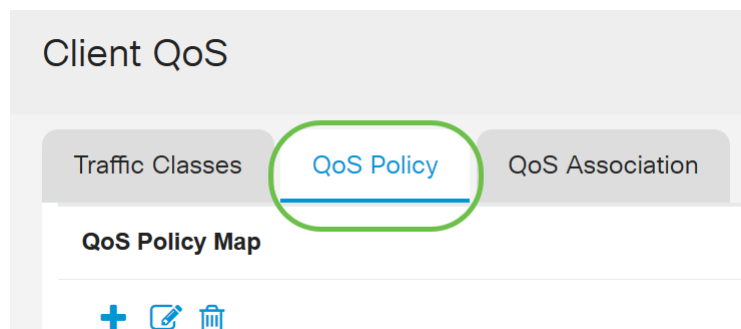 Client QoS
Traffic Classes QoS Policy QoS Association
QoS Policy Map